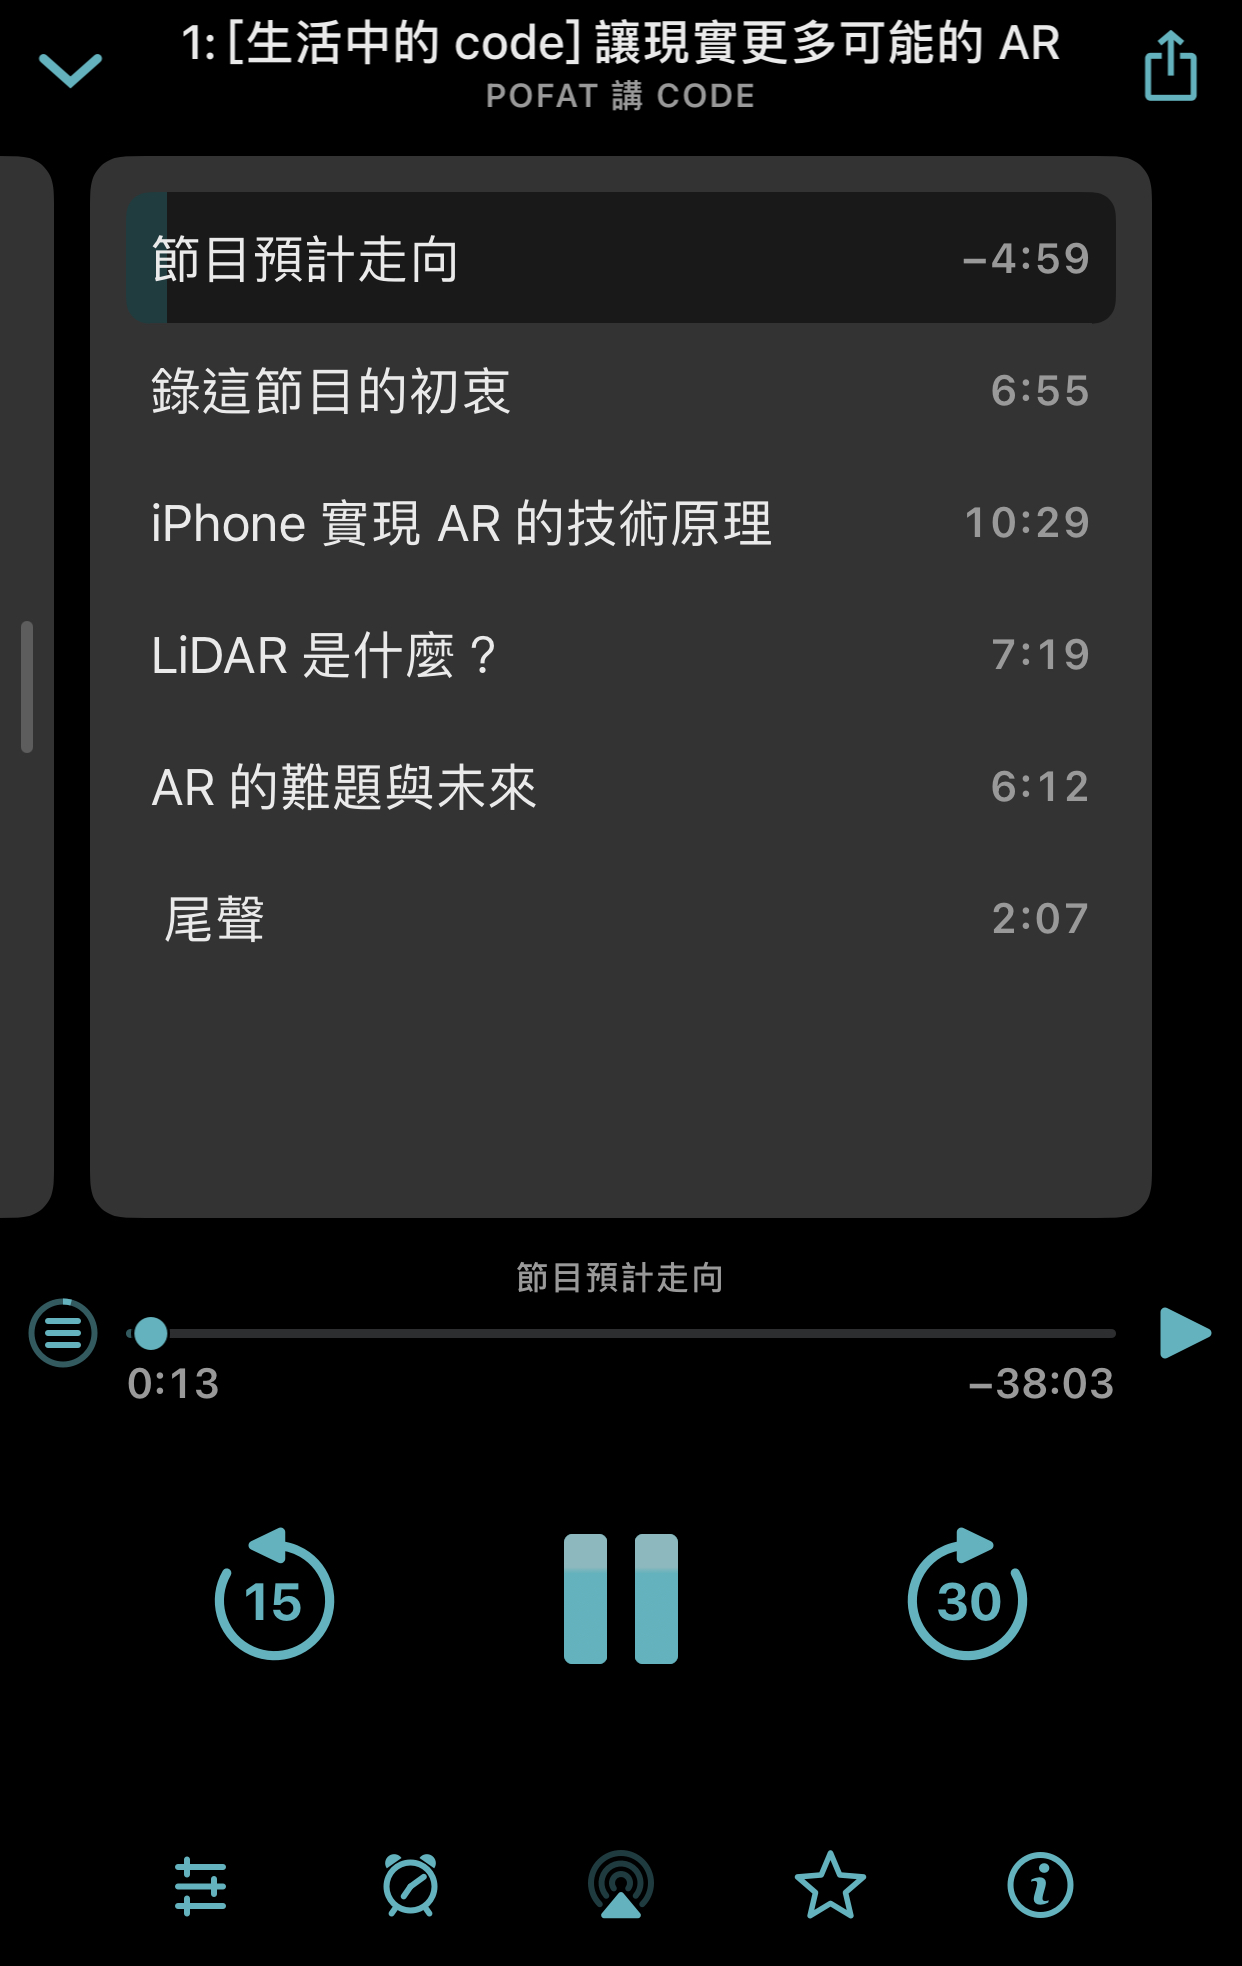 1: [生活中的 code] 讓現實更多可能的 AR
POFAT 講 CODE
節目預計走向 –4:59
錄這節目的初衷 6:55
iPhone 實現 AR 的技術原理 10:29
LiDAR 是什麼？ 7:19
AR 的難題與未來 6:12
尾聲 2:07
節目預計走向
0:13 –38:03
15 30